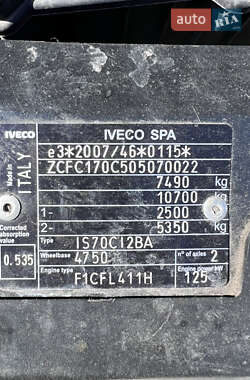 AUTO RIA
IVECO
IVECO SPA
Made in ITALY
e3*2007/46*0115*
ZCFC170C505070022
7490 kg
10700 kg
1- 2500 kg
2- 5350 kg
Corrected absorption value
0.535
Type IS70CI2BA
Wheelbase 4750
N° of axles 2
Engine type F1CFL411H
Engine power kW 125